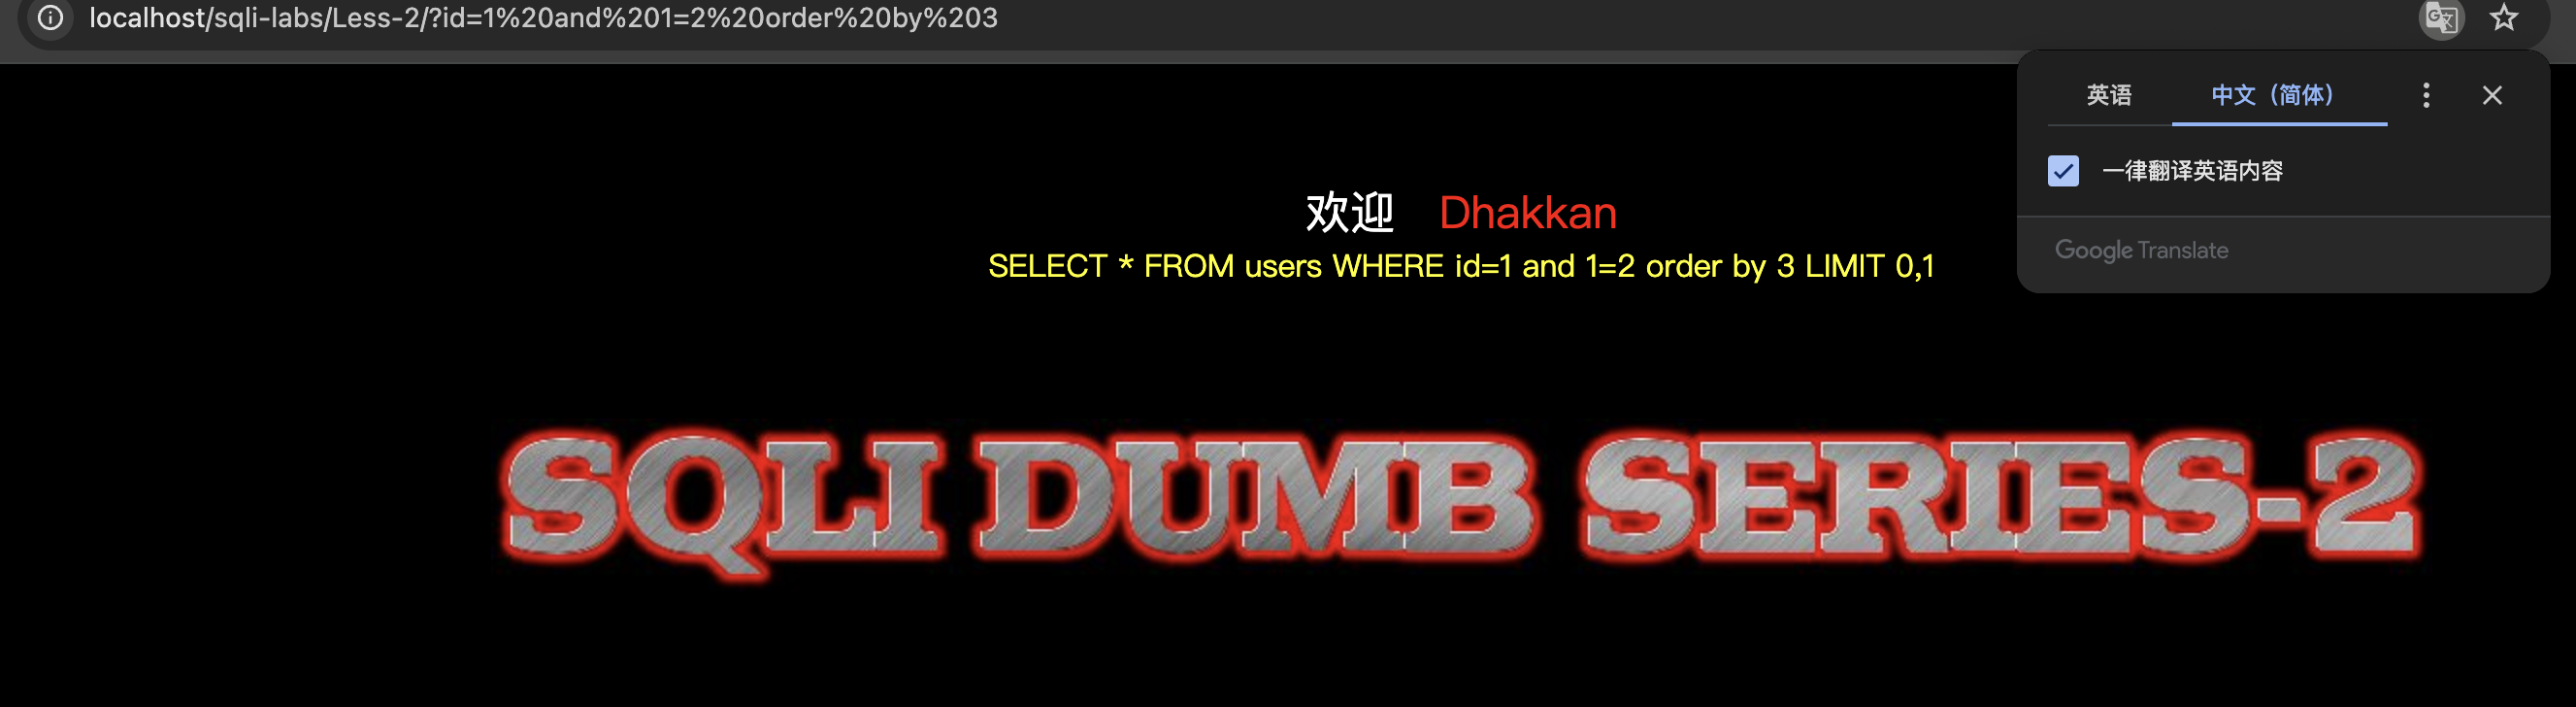 localhost/sqli-labs/Less-2/?id=1%20and%201=2%20order%20by%203
英语 中文（简体）
一律翻译英语内容
Google Translate
欢迎 Dhakkan
SELECT * FROM users WHERE id=1 and 1=2 order by 3 LIMIT 0,1
SQLI DUMB SERIES-2